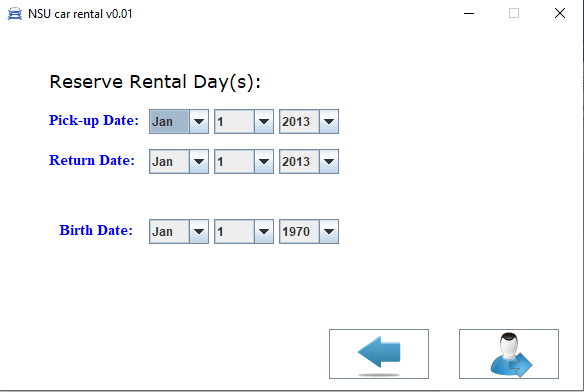 NSU car rental v0.01
Reserve Rental Day(s):
Pick-up Date: Jan 1 2013
Return Date: Jan 1 2013
Birth Date: Jan 1 1970